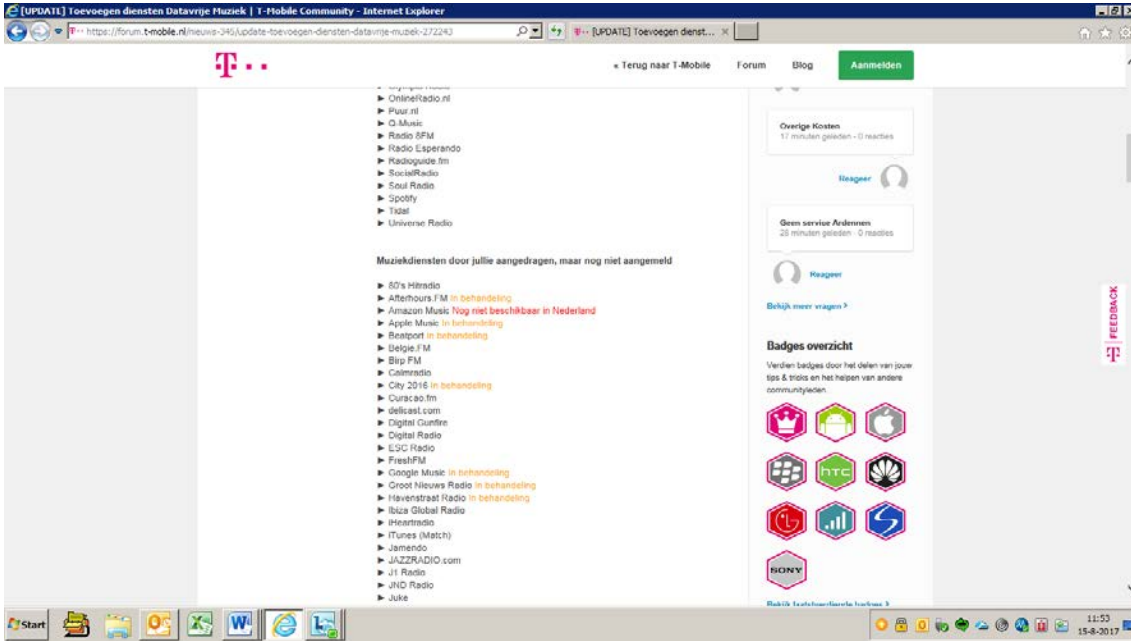 [UPDATE] Toevoegen diensten Datavrije Muziek | T-Mobile Community - Internet Explorer
https://forum.t-mobile.nl/nieuws-345/update-toevoegen-diensten-datavrije-muziek-272243
[UPDATE] Toevoegen dienst...
T
« Terug naar T-Mobile Forum Blog Aanmelden
► OnlineRadio.nl
► Puur.nl
► Q-Music
► Radio 8FM
► Radio Esperando
► Radioguide.fm
► SocialRadio
► Soul Radio
► Spotify
► Tidal
► Universe Radio
Muziekdiensten door jullie aangedragen, maar nog niet aangemeld
► 80's Hitradio
► Afterhours.FM In behandeling
► Amazon Music Nog niet beschikbaar in Nederland
► Apple Music In behandeling
► Beatport In behandeling
► Belgie.FM
► Birp FM
► Calmradio
► City 2016 In behandeling
► Curacao.fm
► delicast.com
► Digital Gunfire
► Digital Radio
► ESC Radio
► FreshFM
► Google Music In behandeling
► Groot Nieuws Radio In behandeling
► Havenstraat Radio In behandeling
► Ibiza Global Radio
► iHeartradio
► iTunes (Match)
► Jamendo
► JAZZRADIO.com
► J1 Radio
► JND Radio
► Juke
Overige Kosten
17 minuten geleden - 0 reacties
Reageer
Geen service Ardennen
28 minuten geleden - 0 reacties
Reageer
Bekijk meer vragen >
Badges overzicht
Verdien badges door het delen van jouw
tips & tricks en het helpen van andere
communityleden.
hTC
LG
SONY
FEEDBACK
T
Start
11:53
15-8-2017